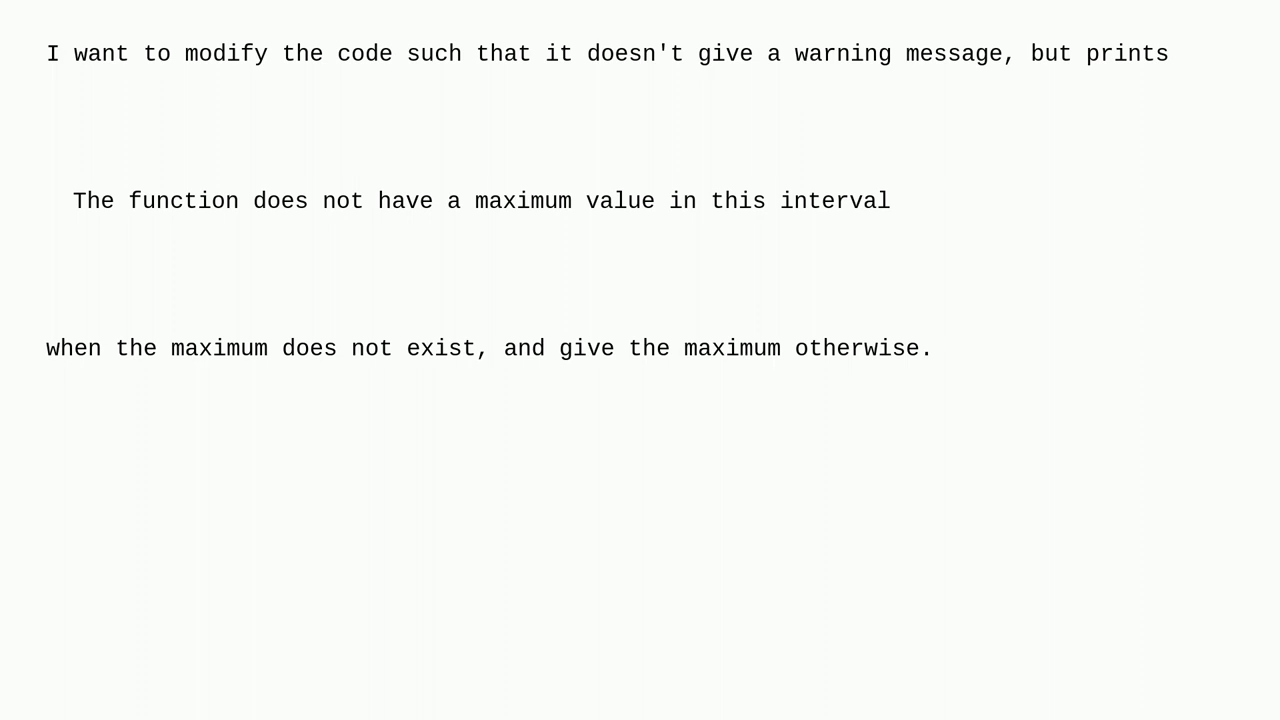 I want to modify the code such that it doesn't give a warning message, but prints
The function does not have a maximum value in this interval
when the maximum does not exist, and give the maximum otherwise.